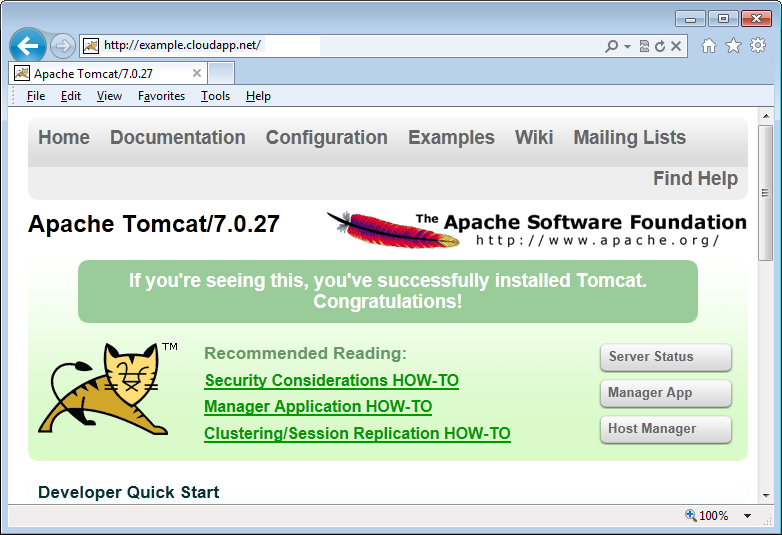 http://example.cloudapp.net/
Apache Tomcat/7.0.27
File Edit View Favorites Tools Help
Home Documentation Configuration Examples Wiki Mailing Lists
Find Help
Apache Tomcat/7.0.27
The Apache Software Foundation
http://www.apache.org/
If you're seeing this, you've successfully installed Tomcat.
Congratulations!
TM
Recommended Reading:
Security Considerations HOW-TO
Manager Application HOW-TO
Clustering/Session Replication HOW-TO
Server Status
Manager App
Host Manager
Developer Quick Start
100%